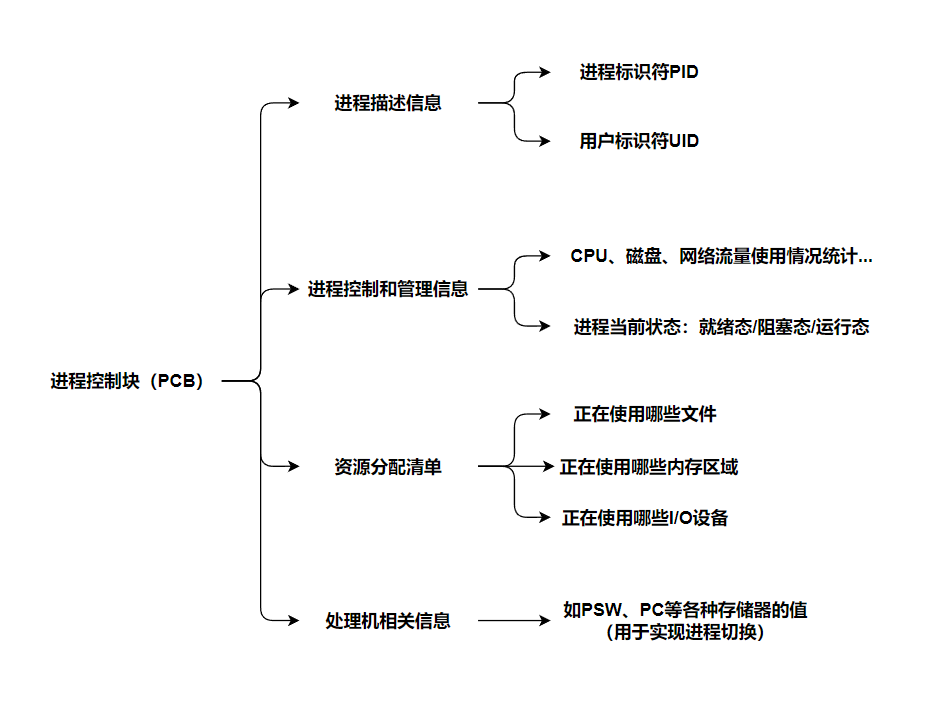 进程标识符PID
进程描述信息
用户标识符UID
CPU、磁盘、网络流量使用情况统计...
进程控制和管理信息
进程当前状态：就绪态/阻塞态/运行态
进程控制块（PCB）
正在使用哪些文件
资源分配清单
正在使用哪些内存区域
正在使用哪些I/O设备
处理机相关信息
如PSW、PC等各种存储器的值
（用于实现进程切换）